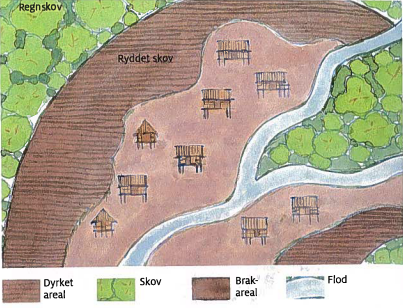 Regnskov
Ryddet skov
Dyrket
areal
Skov
Brak-
areal
Flod